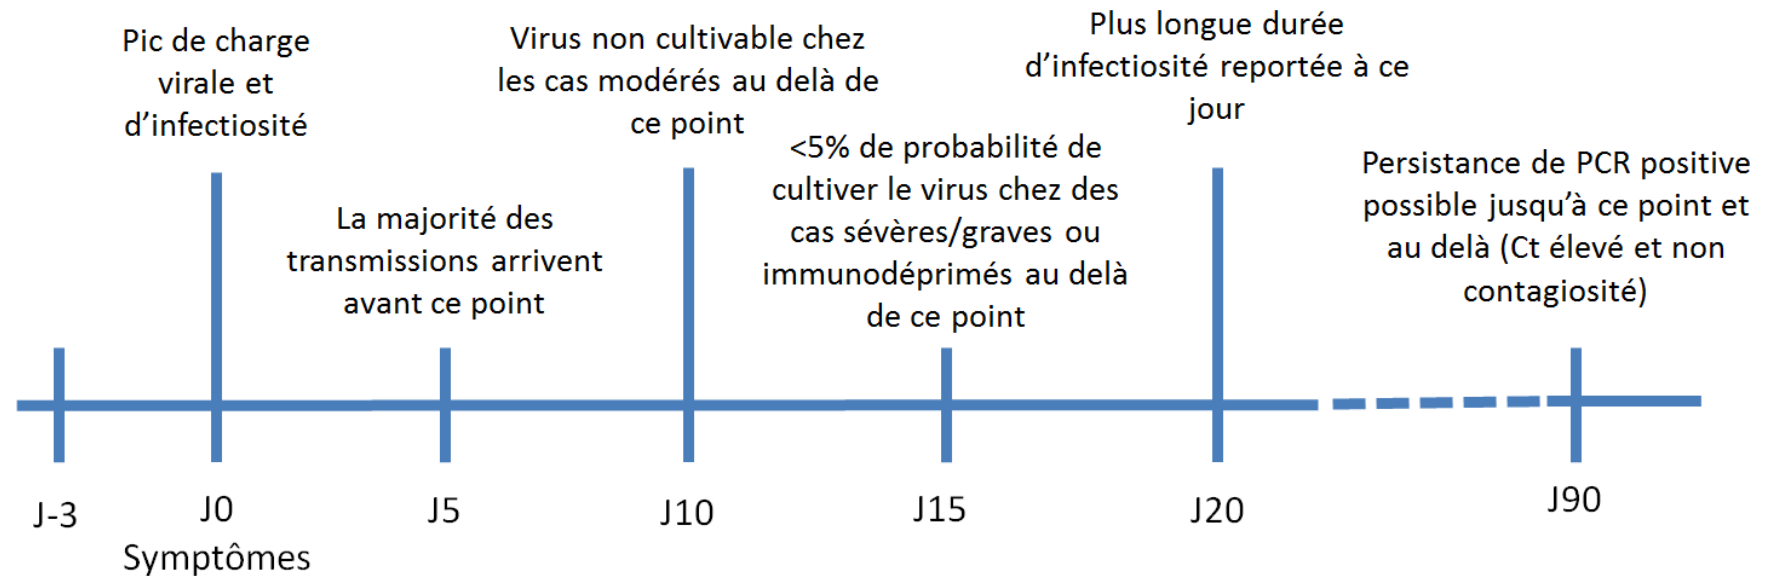 Pic de charge
virale et
d’infectiosité
La majorité des
transmissions arrivent
avant ce point
Virus non cultivable chez
les cas modérés au delà de
ce point
<5% de probabilité de
cultiver le virus chez des
cas sévères/graves ou
immunodéprimés au delà
de ce point
Plus longue durée
d’infectiosité reportée à ce
jour
Persistance de PCR positive
possible jusqu’à ce point et
au delà (Ct élevé et non
contagiosité)
J-3
J0
Symptômes
J5
J10
J15
J20
J90